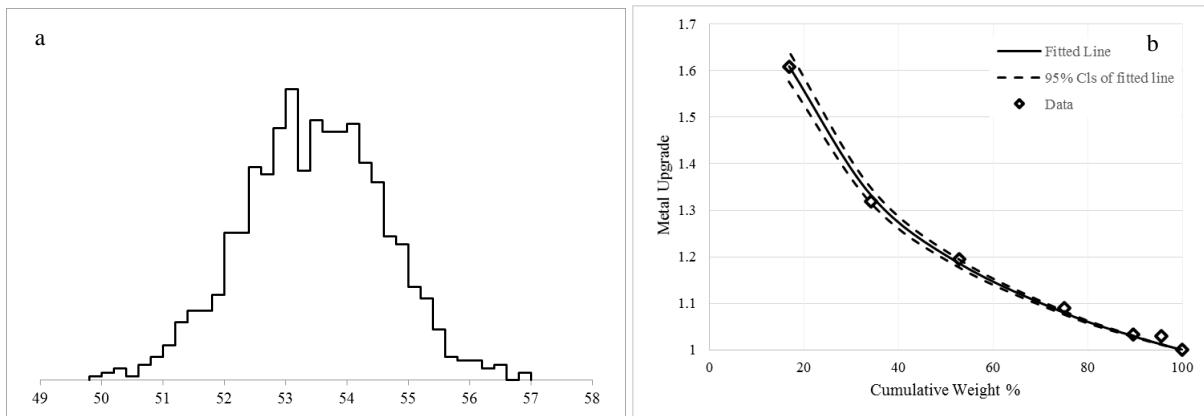 a
49 50 51 52 53 54 55 56 57 58
b
1.7
1.6
1.5
1.4
1.3
1.2
1.1
1
Metal Upgrade
Fitted Line
95% CIs of fitted line
Data
0 20 40 60 80 100
Cumulative Weight %